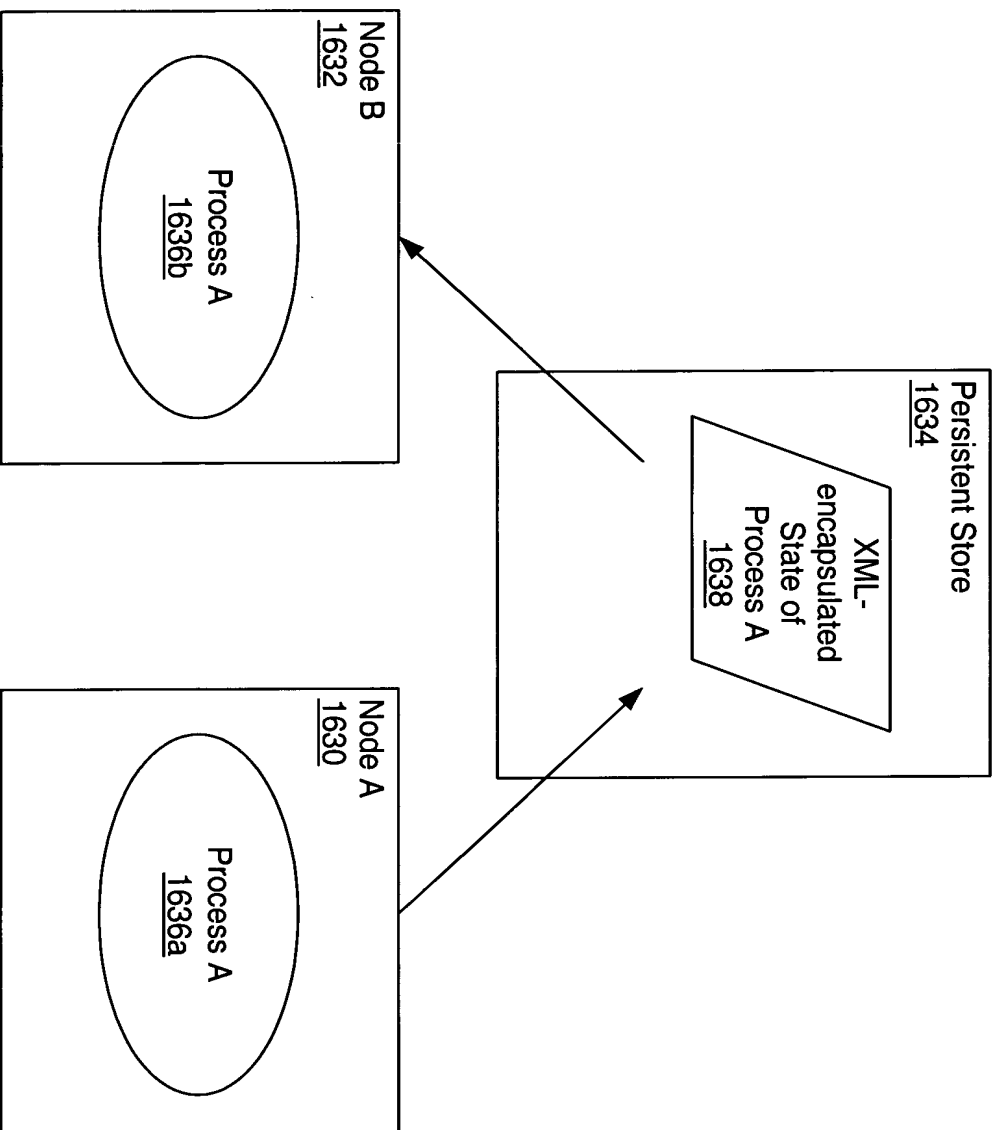 Persistent Store
1634
XML-
encapsulated
State of
Process A
1638
Node B
1632
Process A
1636b
Node A
1630
Process A
1636a